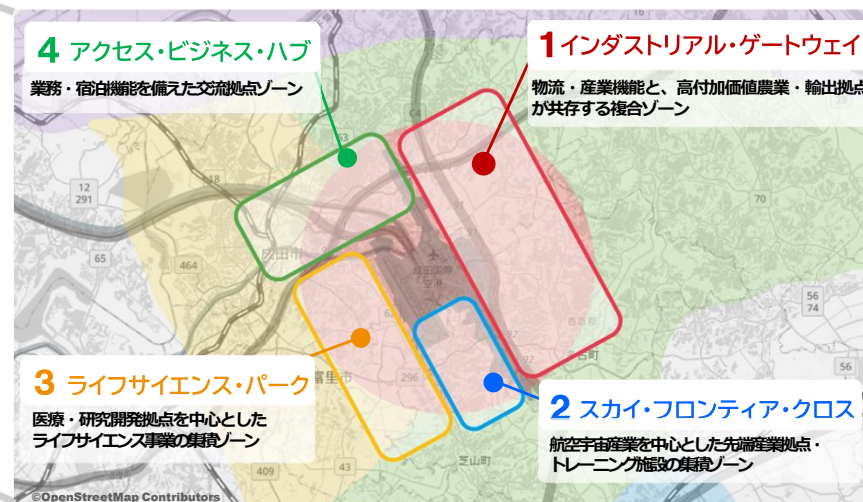 4 アクセス・ビジネス・ハブ
業務・宿泊機能を備えた交流拠点ゾーン
1 インダストリアル・ゲートウェイ
物流・産業機能と、高付加価値農業・輸出拠点
が共存する複合ゾーン
12
291
18
65
464
成田市
成田国際
空港
70
56
74
56
3 ライフサイエンス・パーク
医療・研究開発拠点を中心とした
ライフサイエンス事業の集積ゾーン
富里市
296
2 スカイ・フロンティア・クロス
航空宇宙産業を中心とした先端産業拠点・
トレーニング施設の集積ゾーン
芝山町
409
43
©OpenStreetMap Contributors